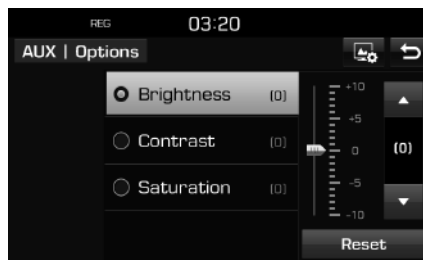 REG 03:20
AUX | Options
Brightness (0)
Contrast (0)
Saturation (0)
+10
+5
0
-5
-10
(0)
Reset